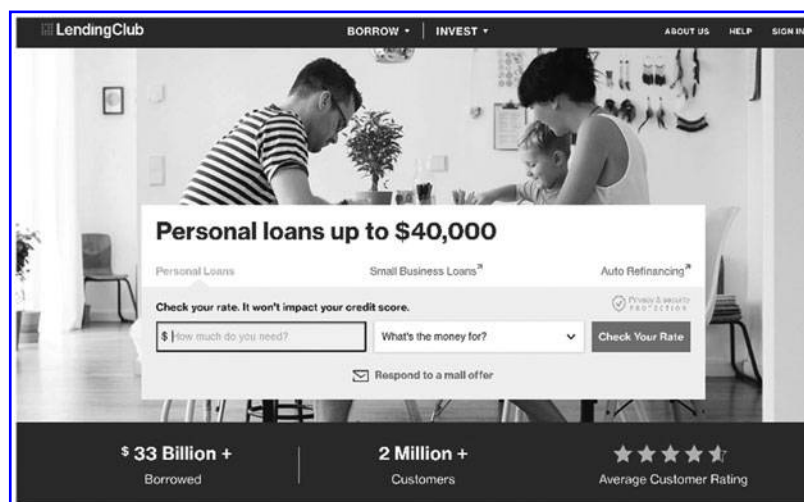 LendingClub
BORROW
INVEST
ABOUT US
HELP
SIGN IN
Personal loans up to $40,000
Personal Loans
Small Business Loans
Auto Refinancing
Check your rate. It won't impact your credit score.
Privacy & security
PROTECTION
$ How much do you need?
What's the money for?
Check Your Rate
Respond to a mail offer
$ 33 Billion +
2 Million +
Borrowed
Customers
Average Customer Rating